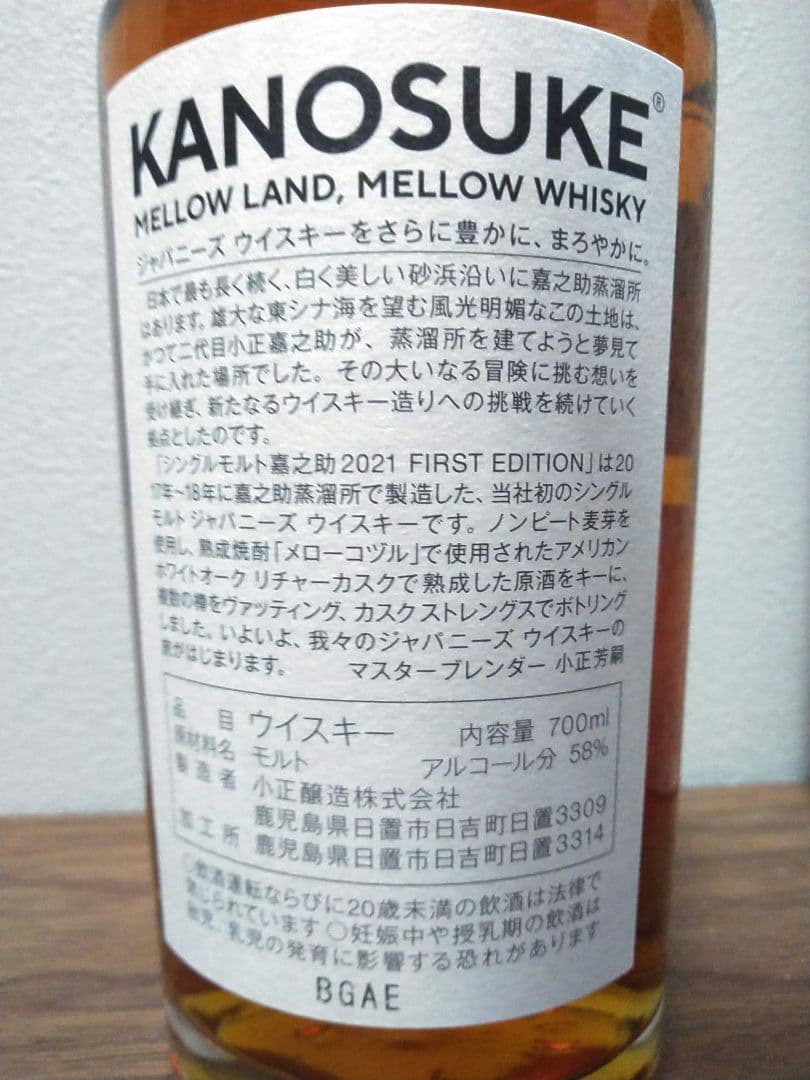 KANOSUKE®
MELLOW LAND, MELLOW WHISKY
ジャパニーズ ウイスキーをさらに豊かに、まろやかに。
日本で最も長く続く、白く美しい砂浜沿いに嘉之助蒸溜所
はあります。雄大な東シナ海を望む風光明媚なこの土地は、
かつて二代目小正嘉之助が、蒸溜所を建てようと夢見て
手に入れた場所でした。その大いなる冒険に挑む想いを
受け継ぎ、新たなるウイスキー造りへの挑戦を続けていく
拠点としたのです。
「シングルモルト嘉之助 2021 FIRST EDITION」は20
17年~18年に嘉之助蒸溜所で製造した、当社初のシングル
モルト ジャパニーズ ウイスキーです。ノンピート麦芽を
使用し、熟成焼酎「メローコヅル」で使用されたアメリカン
ホワイトオーク リチャーカスクで熟成した原酒をキーに、
複数の樽をヴァッティング、カスクストレングスでボトリング
しました。いよいよ、我々のジャパニーズ ウイスキーの
旅がはじまります。 マスターブレンダー 小正芳嗣
品目 ウイスキー 内容量 700ml
原材料名 モルト アルコール分 58%
製造者 小正醸造株式会社
鹿児島県日置市日吉町日置3309
加工所 鹿児島県日置市日吉町日置3314
○飲酒運転ならびに20歳未満の飲酒は法律で
禁じられています ○妊娠中や授乳期の飲酒は
胎児、乳児の発育に影響する恐れがあります
BGAE